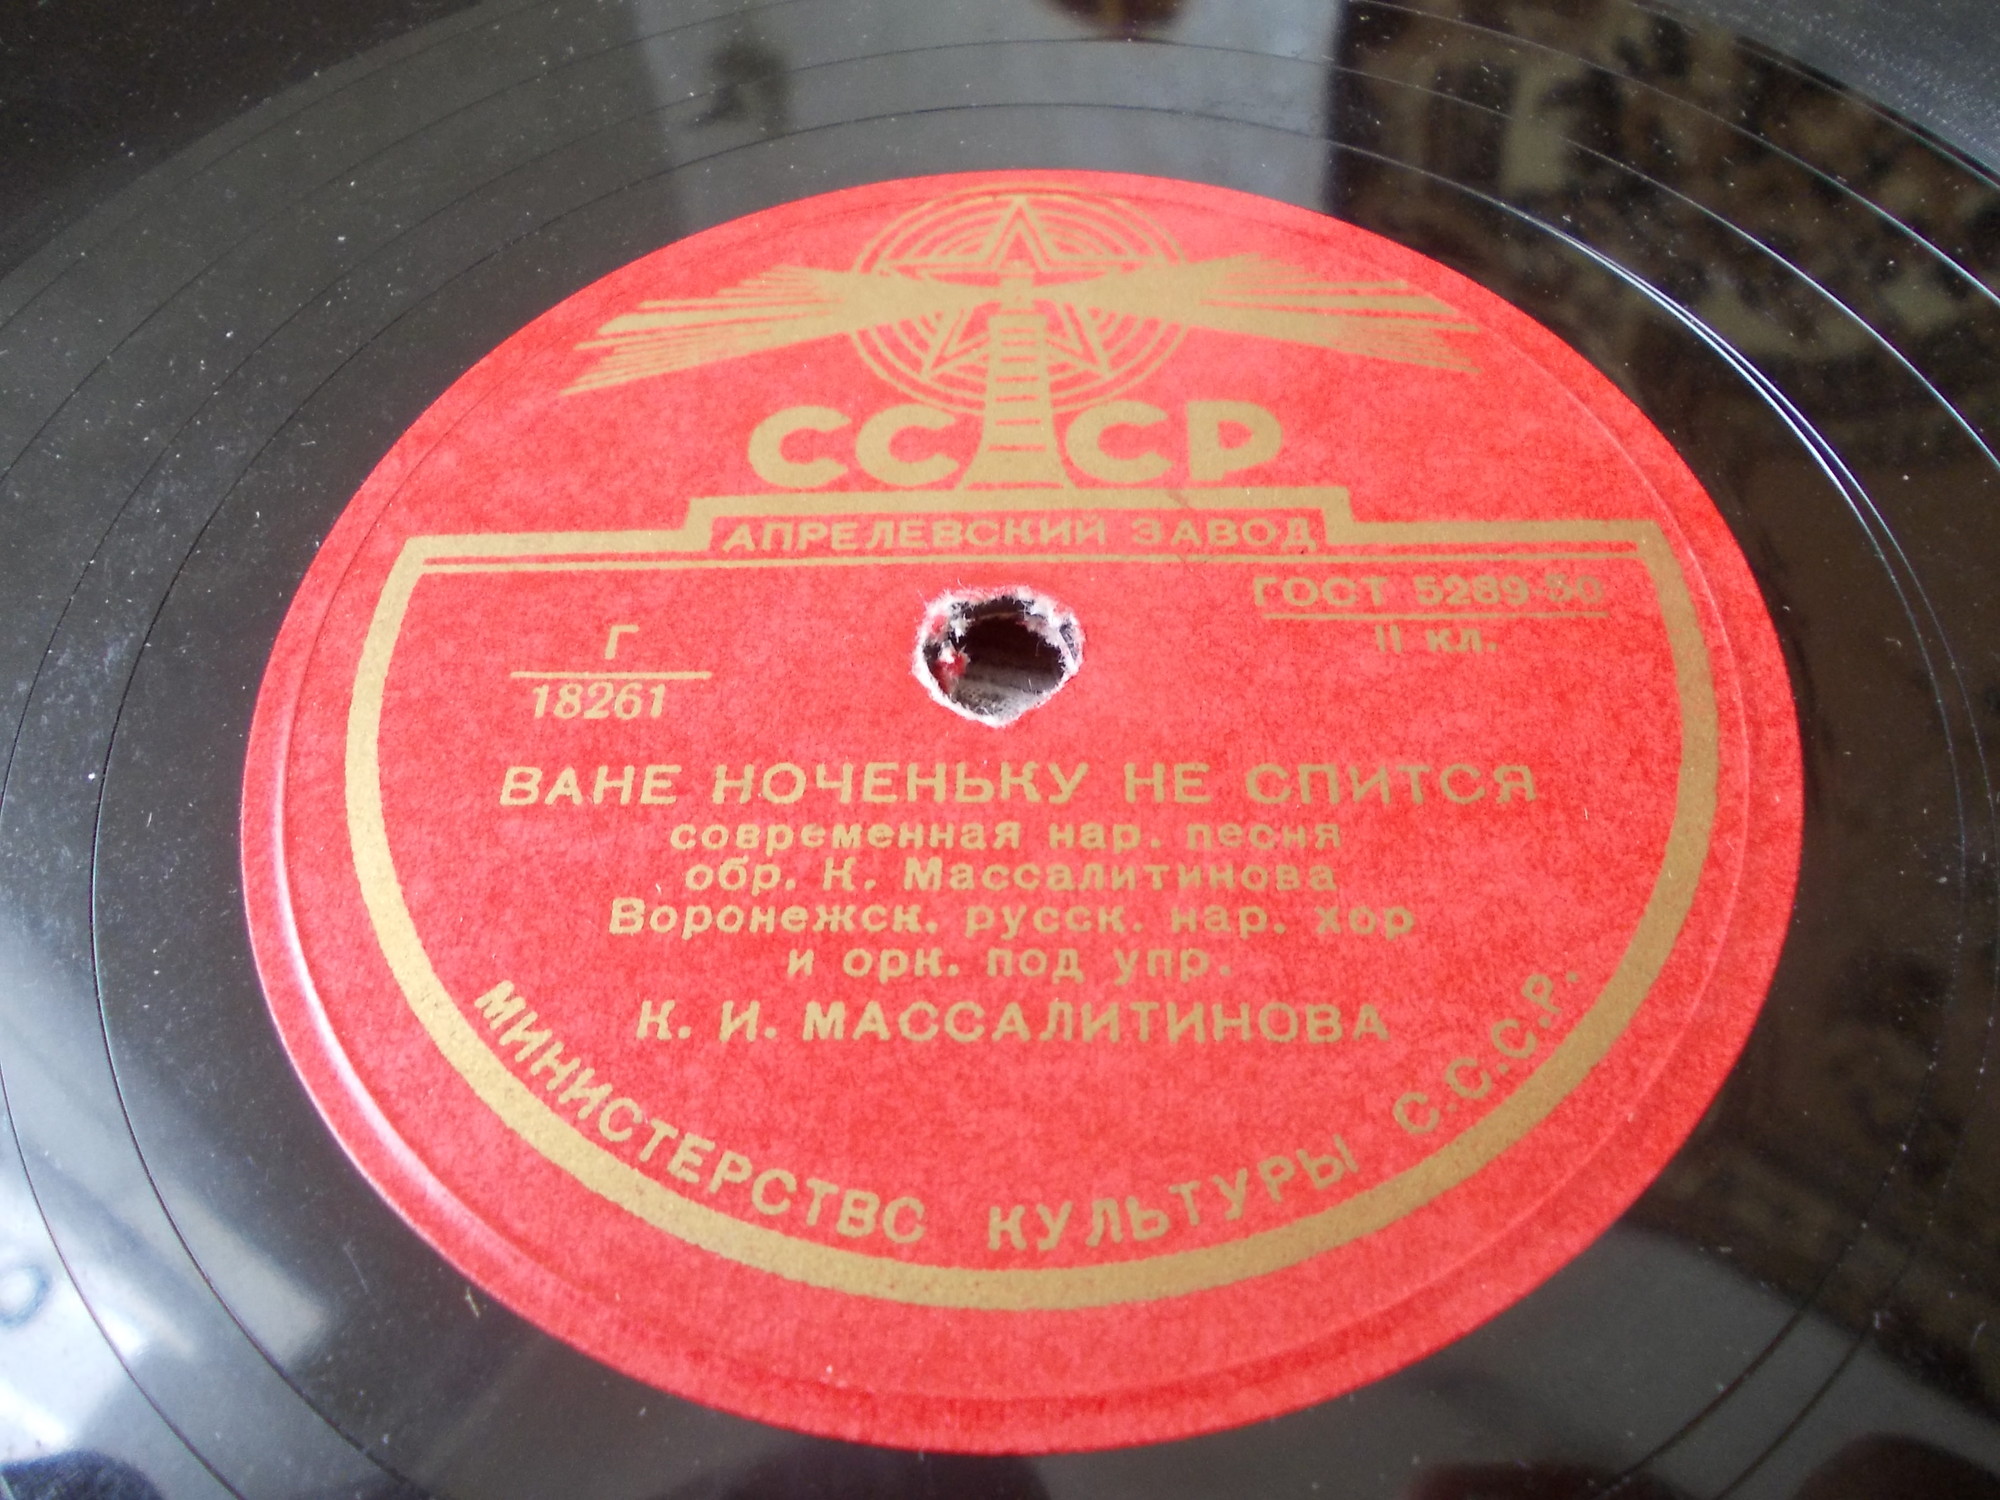 СССР
АПРЕЛЕВСКИЙ ЗАВОД
ГОСТ 5289-50
II кл.
Г
18261
ВАНЕ НОЧЕНЬКУ НЕ СПИТСЯ
современная нар. песня
обр. К. Массалитинова
Воронежск. русск. нар. хор
и орк. под упр.
К. И. МАССАЛИТИНОВА
МИНИСТЕРСТВО КУЛЬТУРЫ С.С.С.Р.